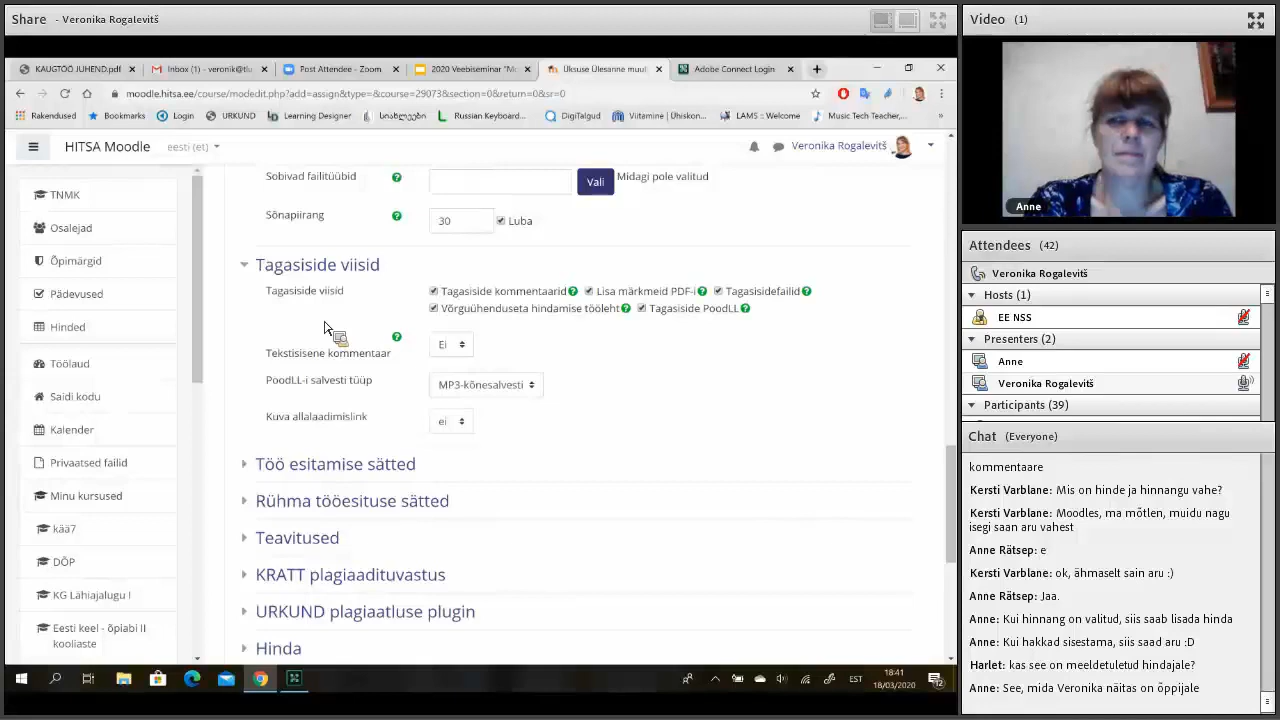 Share - Veronika Rogalevitš
KAUGTÖÖ JUHEND.pdf
Inbox (1) - veronik@tlu
Post Attendee - Zoom
2020 Veebiseminar "Mo
Üksuse Ülesanne muut
Adobe Connect Login
moodle.hitsa.ee/course/modedit.php?add=assign&type=&course=29073&section=0&return=0&sr=0
Rakendused
Bookmarks
Login
URKUND
Learning Designer
სიახლეები
Russian Keyboard...
DigiTalgud
Viitamine | Ühiskon...
LAMS :: Welcome
Music Tech Teacher,...
HITSA Moodle
eesti (et)
Veronika Rogalevitš
TNMK
Osalejad
Õpimärgid
Pädevused
Hinded
Töölaud
Saidi kodu
Kalender
Privaatsed failid
Minu kursused
kää7
DÕP
KG Lähiajalugu I
Eesti keel - õpiabi II
kooliaste
Sobivad failitüübid
Vali
Midagi pole valitud
Sõnapiirang
30
Luba
Tagasiside viisid
Tagasiside viisid
Tagasiside kommentaarid
Lisa märkmeid PDF-i
Tagasisidefailid
Võrguühenduseta hindamise tööleht
Tagasiside PoodLL
Tekstisisene kommentaar
Ei
PoodLL-i salvesti tüüp
MP3-kõnesalvesti
Kuva allalaadimislink
ei
Töö esitamise sätted
Rühma tööesituse sätted
Teavitused
KRATT plagiaadituvastus
URKUND plagiaatluse plugin
Hinda
EST
18:41
18/03/2020
12
Video (1)
Anne
Attendees (42)
Veronika Rogalevitš
Hosts (1)
EE NSS
Presenters (2)
Anne
Veronika Rogalevitš
Participants (39)
Chat (Everyone)
kommentaare
Kersti Varblane: Mis on hinde ja hinnangu vahe?
Kersti Varblane: Moodles, ma mõtlen, muidu nagu
isegi saan aru vahest
Anne Rätsep: e
Kersti Varblane: ok, ähmaselt sain aru :)
Anne Rätsep: Jaa.
Anne: Kui hinnang on valitud, siis saab lisada hinda
Anne: Kui hakkad sisestama, siis saad aru :D
Harlet: kas see on meeldetuletud hindajale?
Anne: See, mida Veronika näitas on õppijale